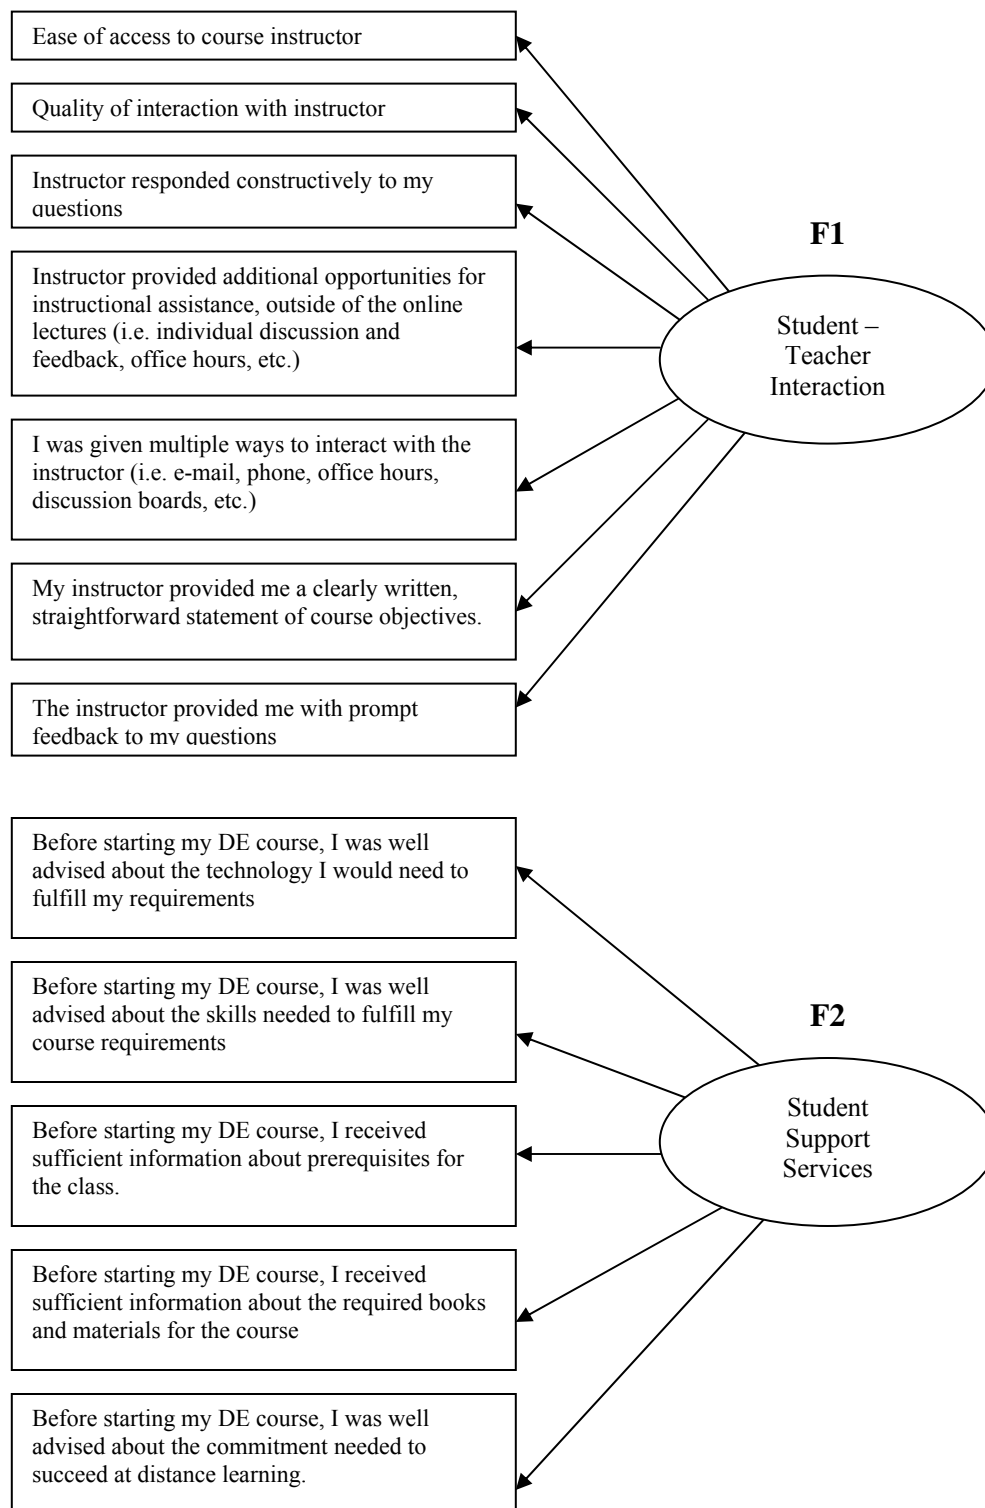 Ease of access to course instructor
Quality of interaction with instructor
Instructor responded constructively to my
questions
Instructor provided additional opportunities for
instructional assistance, outside of the online
lectures (i.e. individual discussion and
feedback, office hours, etc.)
I was given multiple ways to interact with the
instructor (i.e. e-mail, phone, office hours,
discussion boards, etc.)
My instructor provided me a clearly written,
straightforward statement of course objectives.
The instructor provided me with prompt
feedback to my questions
F1
Student –
Teacher
Interaction
Before starting my DE course, I was well
advised about the technology I would need to
fulfill my requirements
Before starting my DE course, I was well
advised about the skills needed to fulfill my
course requirements
Before starting my DE course, I received
sufficient information about prerequisites for
the class.
Before starting my DE course, I received
sufficient information about the required books
and materials for the course
Before starting my DE course, I was well
advised about the commitment needed to
succeed at distance learning.
F2
Student
Support
Services